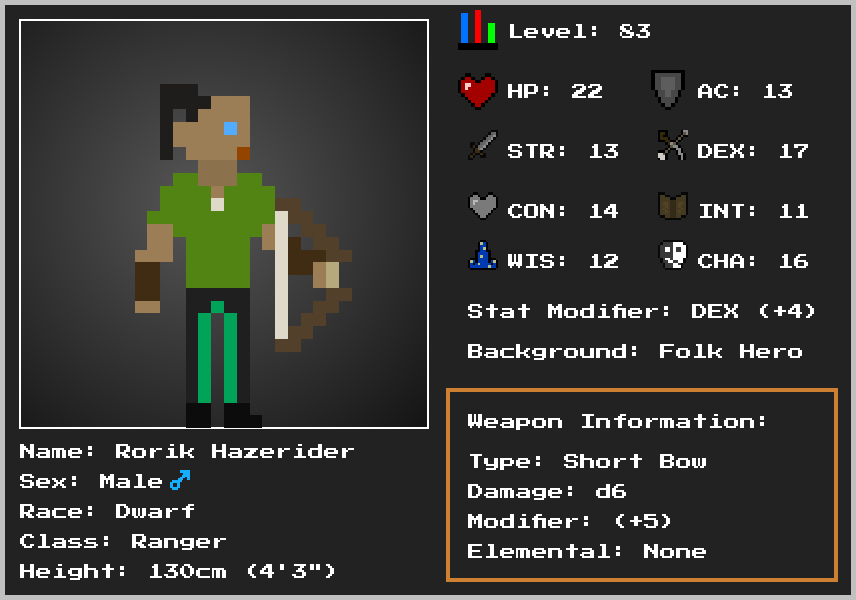 Level: 83
HP: 22 AC: 13
STR: 13 DEX: 17
CON: 14 INT: 11
WIS: 12 CHA: 16
Stat Modifier: DEX (+4)
Background: Folk Hero
Weapon Information:
Type: Short Bow
Damage: d6
Modifier: (+5)
Elemental: None
Name: Rorik Hazerider
Sex: Male♂
Race: Dwarf
Class: Ranger
Height: 130cm (4'3")